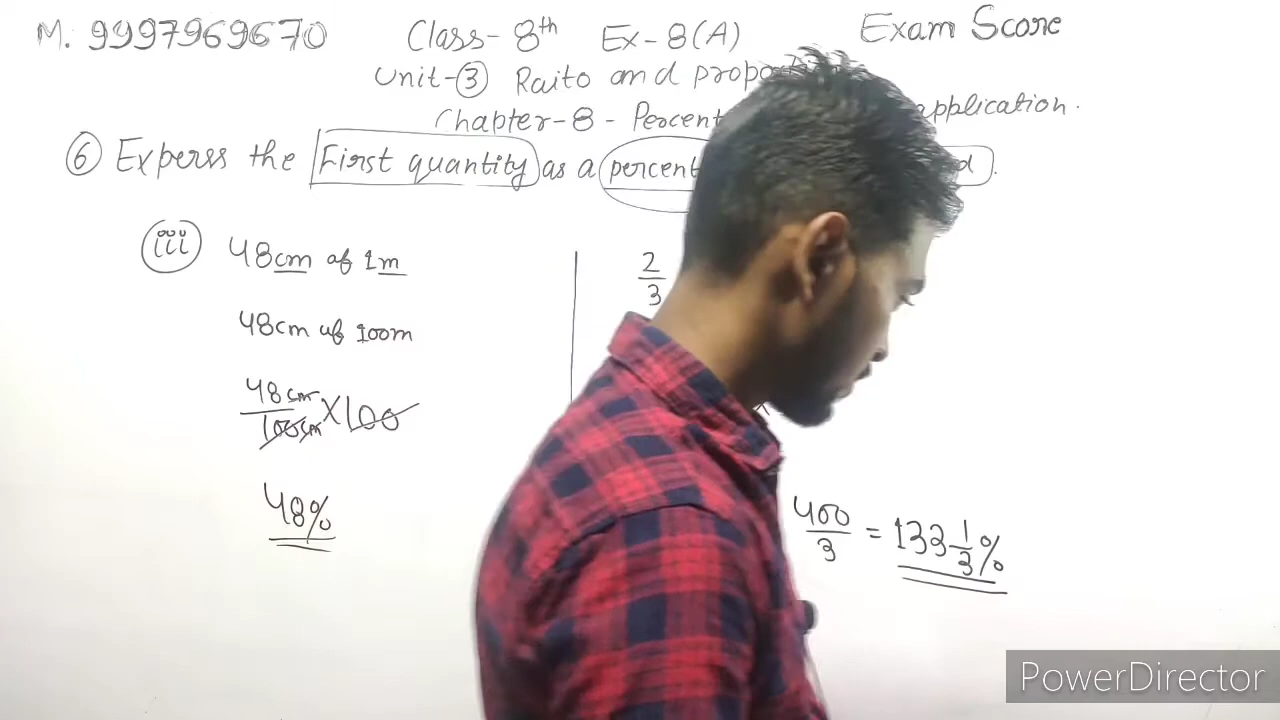 M. 9997969670 Class- 8th Ex- 8(A) Exam Score
Unit-③ Raito and propo
Chapter-8 - Percent application.
⑥ Experss the First quantity as a percent d.
iii 48cm of 1m
48cm of 100m
48cm/100cm X100
48%
2/3
400/3 = 133 1/3%
PowerDirector